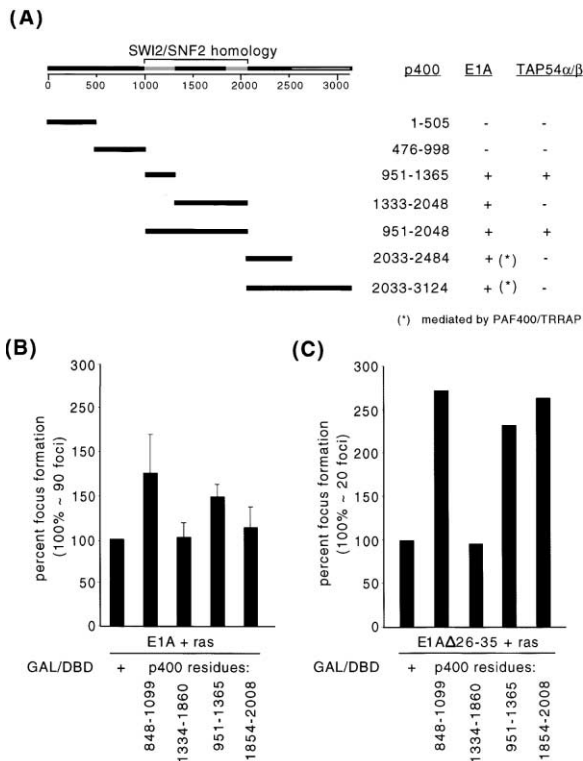 (A)
SWI2/SNF2 homology
p400 E1A TAP54α/β
0 500 1000 1500 2000 2500 3000
1-505 - -
476-998 - -
951-1365 + +
1333-2048 + -
951-2048 + +
2033-2484 + (*) -
2033-3124 + (*) -
(*) mediated by PAF400/TRRAP
(B)
percent focus formation
(100% ~ 90 foci)
300
150
150
100
50
0
E1A + ras
GAL/DBD + p400 residues:
848-1099
1334-1860
951-1365
1854-2008
(C)
percent focus formation
(100% ~ 20 foci)
300
250
200
150
100
50
0
E1AΔ26-35 + ras
GAL/DBD + p400 residues:
848-1099
1334-1860
951-1365
1854-2008